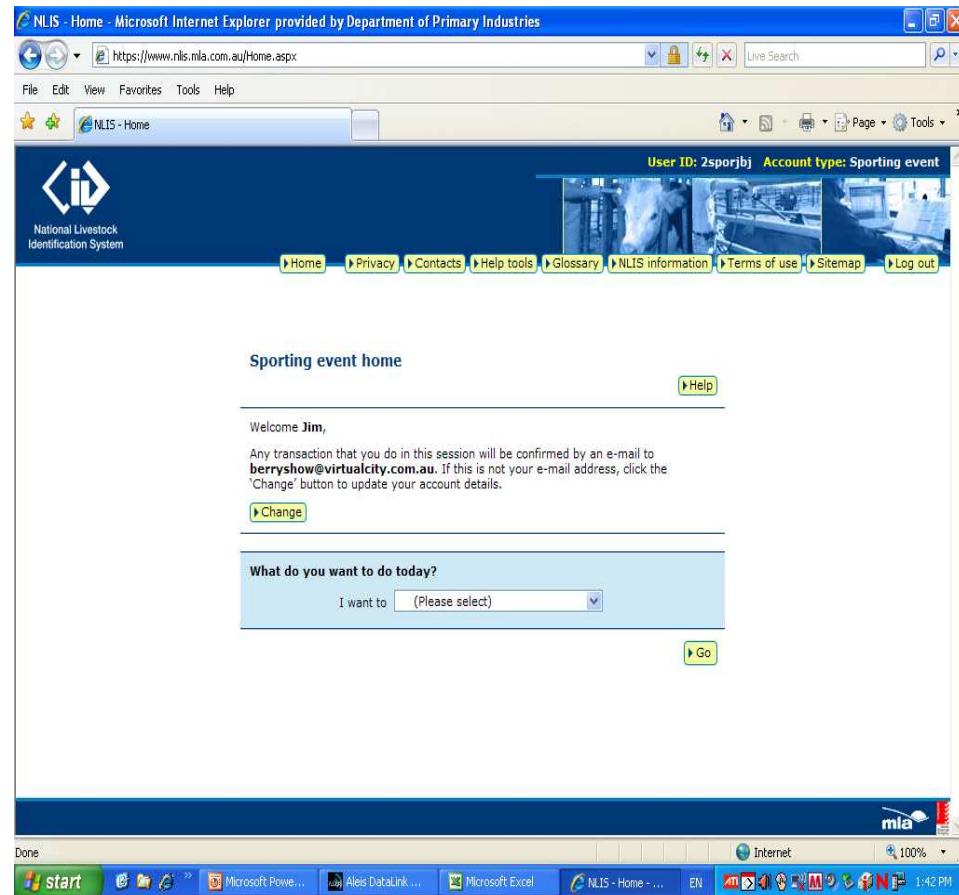 NLIS - Home - Microsoft Internet Explorer provided by Department of Primary Industries
https://www.nlis.mla.com.au/Home.aspx
Live Search
File Edit View Favorites Tools Help
NLIS - Home
Page Tools
User ID: 2sporjbj Account type: Sporting event
National Livestock
Identification System
Home Privacy Contacts Help tools Glossary NLIS information Terms of use Sitemap Log out
Sporting event home
Help
Welcome Jim,
Any transaction that you do in this session will be confirmed by an e-mail to
berryshow@virtualcity.com.au. If this is not your e-mail address, click the
'Change' button to update your account details.
Change
What do you want to do today?
I want to (Please select)
Go
mla
Done Internet 100%
start Microsoft Powe... Aleis DataLink ... Microsoft Excel NLIS - Home - ... EN 1:42 PM